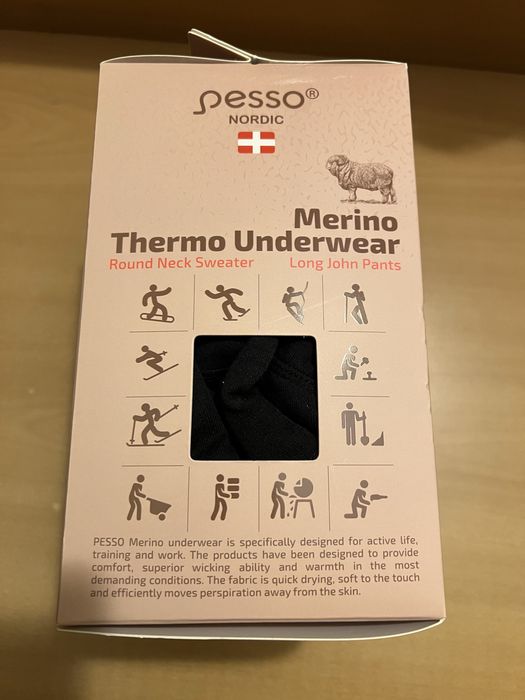 pesso®
NORDIC
Merino
Thermo Underwear
Round Neck Sweater Long John Pants
PESSO Merino underwear is specifically designed for active life,
training and work. The products have been designed to provide
comfort, superior wicking ability and warmth in the most
demanding conditions. The fabric is quick drying, soft to the touch
and efficiently moves perspiration away from the skin.